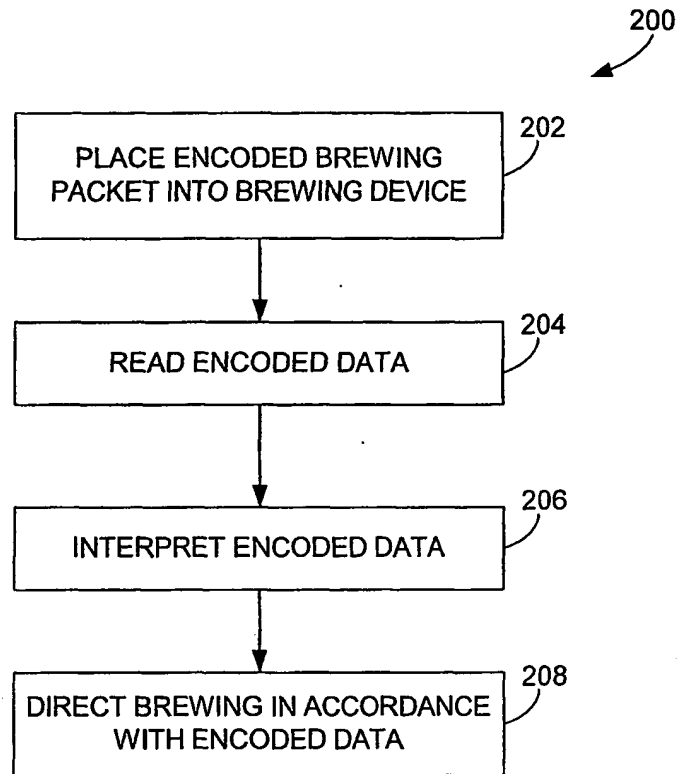 200
202
PLACE ENCODED BREWING
PACKET INTO BREWING DEVICE
204
READ ENCODED DATA
206
INTERPRET ENCODED DATA
208
DIRECT BREWING IN ACCORDANCE
WITH ENCODED DATA